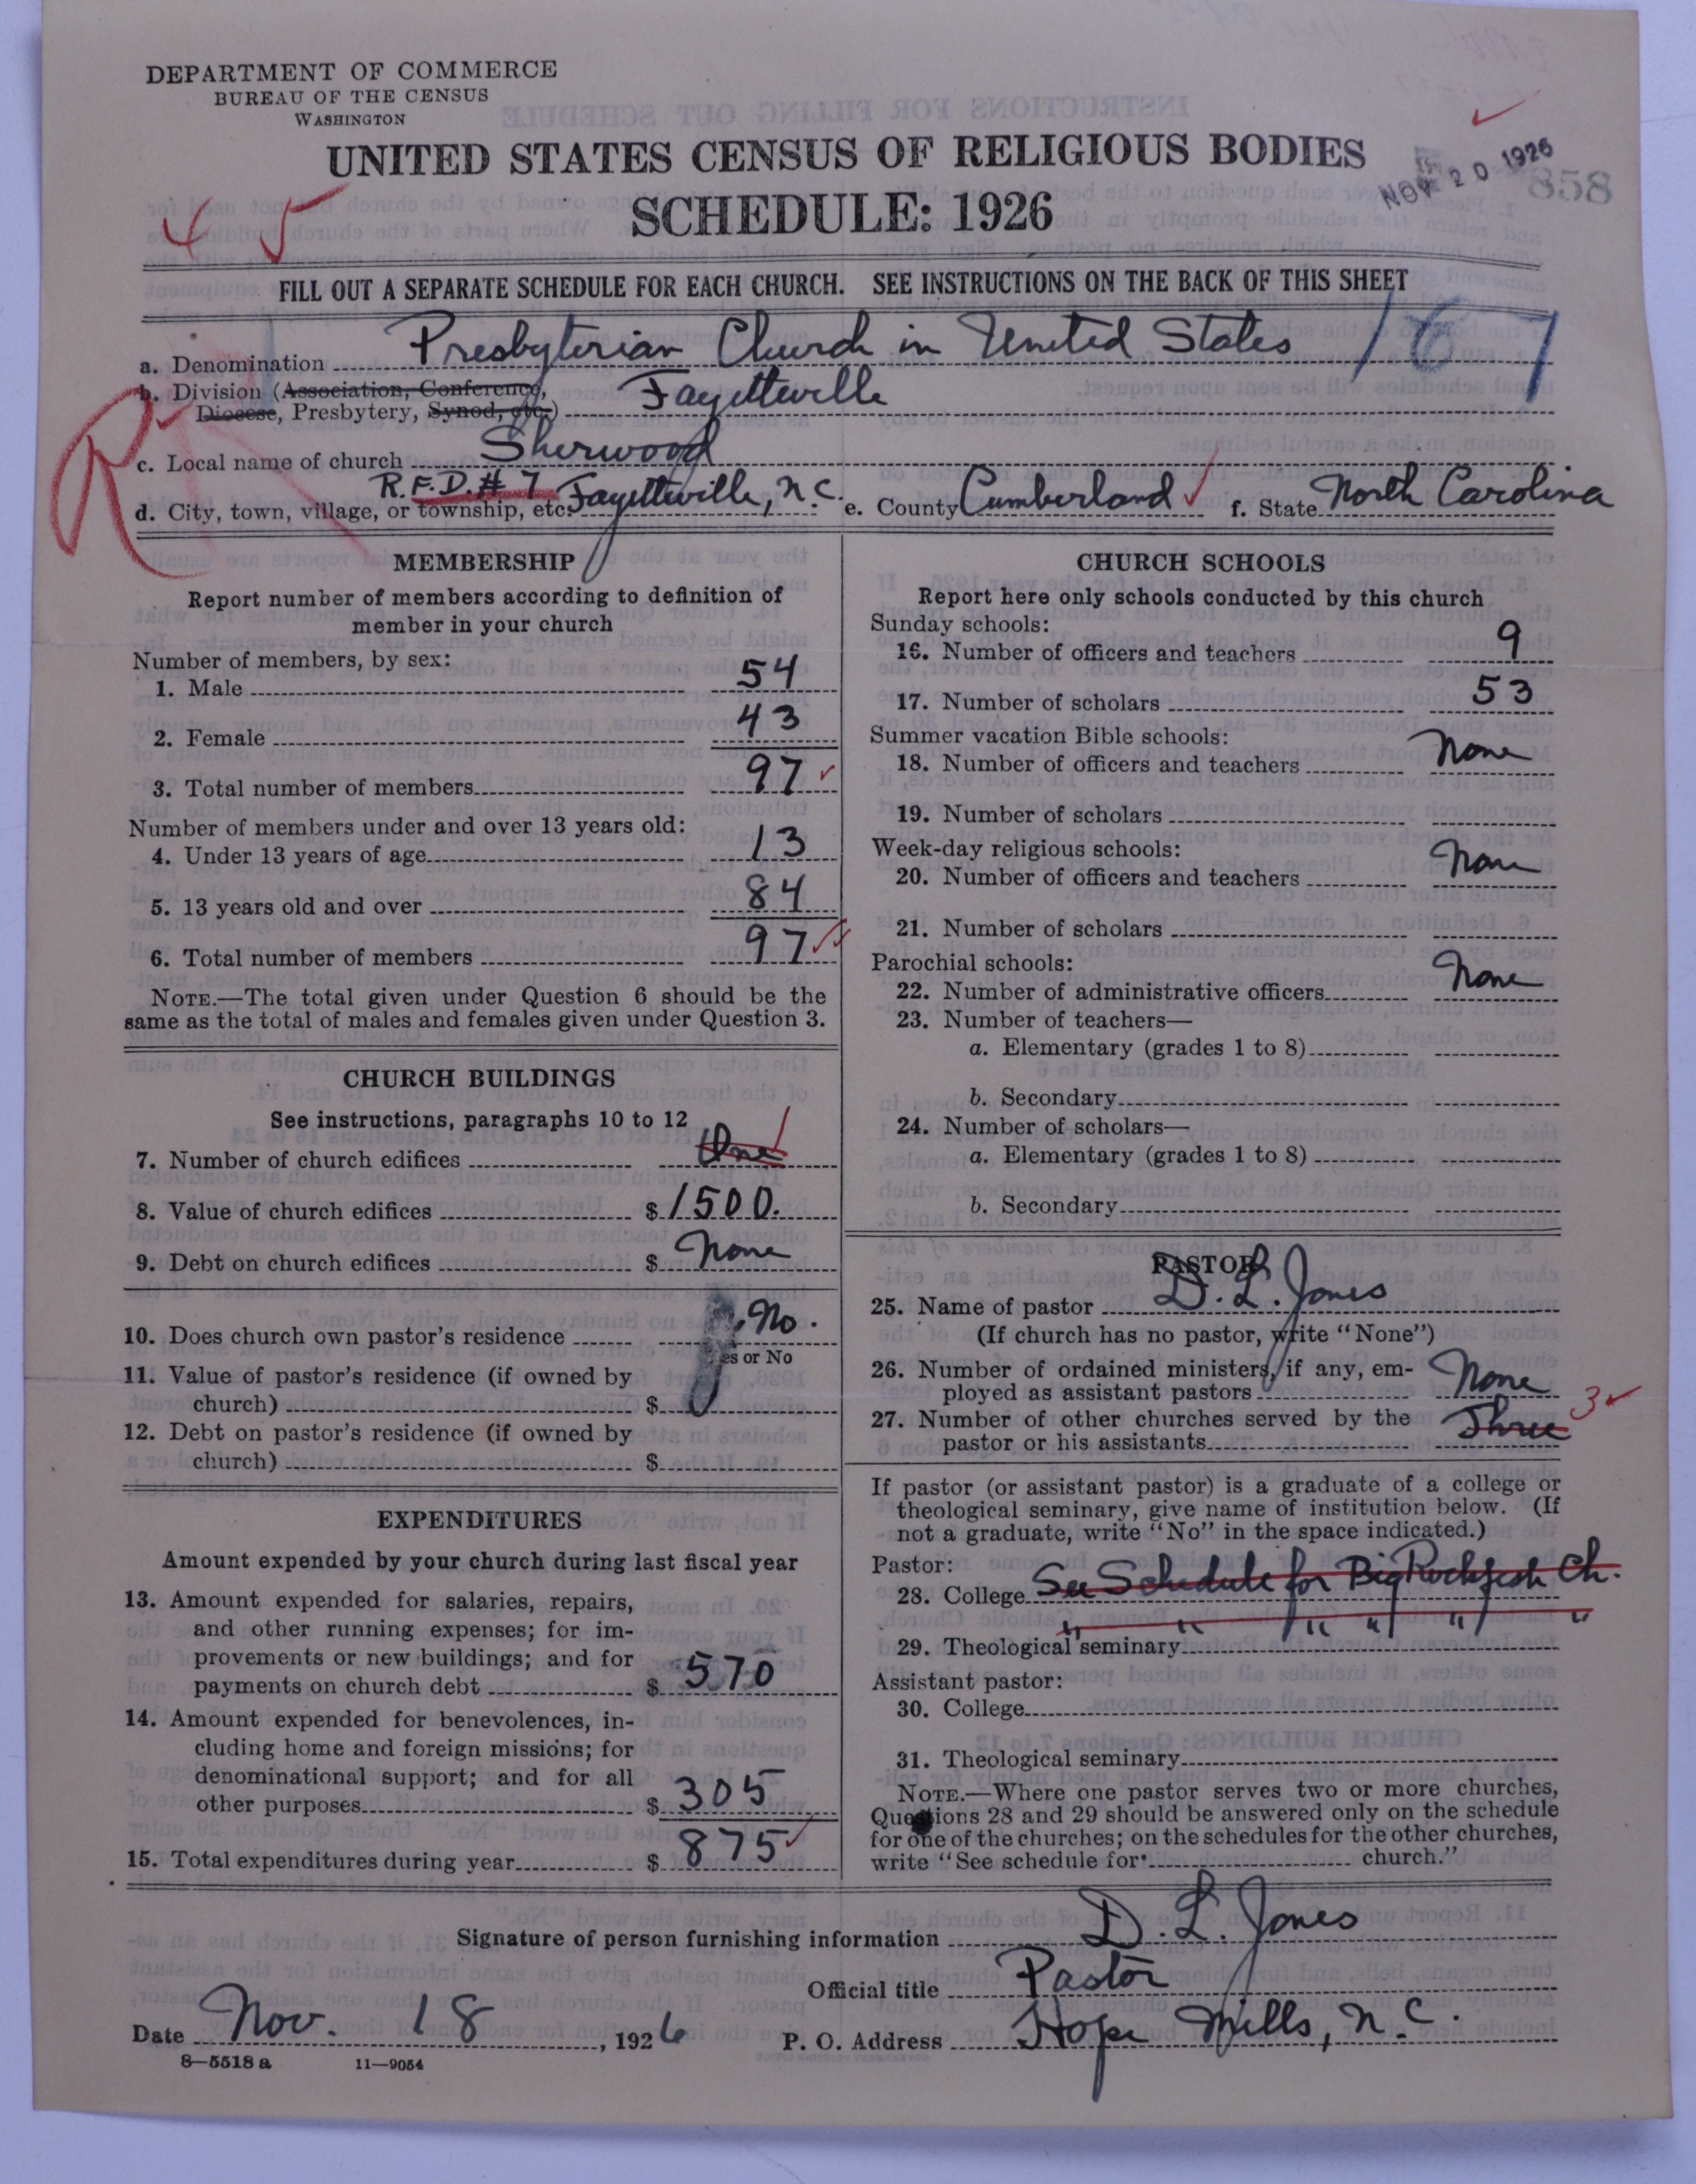 DEPARTMENT OF COMMERCE
BUREAU OF THE CENSUS
WASHINGTON
UNITED STATES CENSUS OF RELIGIOUS BODIES
SCHEDULE: 1926
NOV 20 1926
858
4 5
FILL OUT A SEPARATE SCHEDULE FOR EACH CHURCH. SEE INSTRUCTIONS ON THE BACK OF THIS SHEET
a. Denomination Presbyterian Church in United States 167
b. Division (Association, Conference,
Diocese, Presbytery, Synod, etc.) Fayetteville
R
c. Local name of church Sherwood
d. City, town, village, or township, etc. R.F.D.# 7 Fayetteville, N.C. e. County Cumberland f. State North Carolina
MEMBERSHIP
Report number of members according to definition of
member in your church
Number of members, by sex:
1. Male 54
2. Female 43
3. Total number of members 97
Number of members under and over 13 years old:
4. Under 13 years of age 13
5. 13 years old and over 84
6. Total number of members 97
NOTE.—The total given under Question 6 should be the
same as the total of males and females given under Question 3.
CHURCH BUILDINGS
See instructions, paragraphs 10 to 12
7. Number of church edifices One
8. Value of church edifices $ 1500.
9. Debt on church edifices $ None
10. Does church own pastor's residence No.
es or No
11. Value of pastor's residence (if owned by
church) $
12. Debt on pastor's residence (if owned by
church) $
EXPENDITURES
Amount expended by your church during last fiscal year
13. Amount expended for salaries, repairs,
and other running expenses; for im-
provements or new buildings; and for
payments on church debt $ 570
14. Amount expended for benevolences, in-
cluding home and foreign missions; for
denominational support; and for all
other purposes $ 305
15. Total expenditures during year $ 875
CHURCH SCHOOLS
Report here only schools conducted by this church
Sunday schools:
16. Number of officers and teachers 9
17. Number of scholars 53
Summer vacation Bible schools:
18. Number of officers and teachers None
19. Number of scholars
Week-day religious schools:
20. Number of officers and teachers None
21. Number of scholars
Parochial schools:
22. Number of administrative officers None
23. Number of teachers—
a. Elementary (grades 1 to 8)
b. Secondary
24. Number of scholars—
a. Elementary (grades 1 to 8)
b. Secondary
PASTOR
25. Name of pastor D. L. Jones
(If church has no pastor, write "None")
26. Number of ordained ministers, if any, em-
ployed as assistant pastors None
27. Number of other churches served by the
pastor or his assistants Three 3
If pastor (or assistant pastor) is a graduate of a college or
theological seminary, give name of institution below. (If
not a graduate, write "No" in the space indicated.)
Pastor:
28. College See Schedule for Big Rockfish Ch.
29. Theological seminary " " " " " "
Assistant pastor:
30. College
31. Theological seminary
NOTE.—Where one pastor serves two or more churches,
Questions 28 and 29 should be answered only on the schedule
for one of the churches; on the schedules for the other churches,
write "See schedule for church."
Signature of person furnishing information D. L. Jones
Official title Pastor
Date Nov. 18, 1926 P. O. Address Hope Mills, N.C.
8—5518 a 11—9054